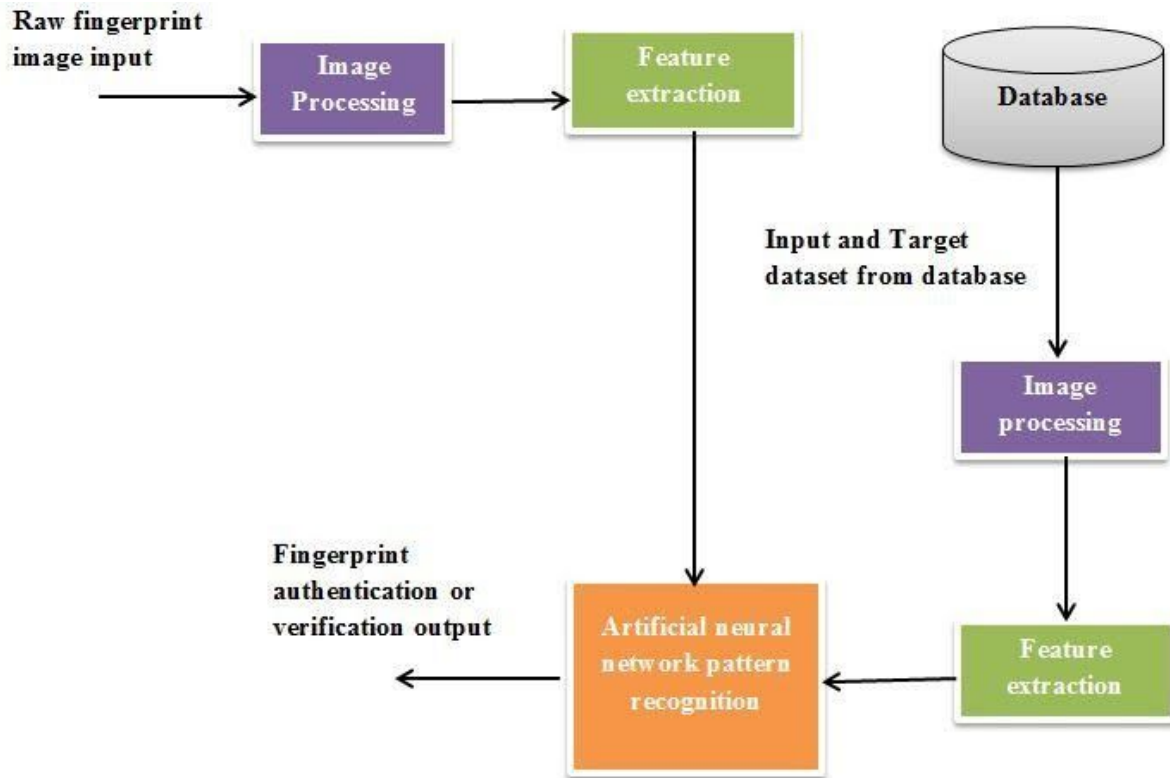 Raw fingerprint
image input
Image
Processing
Feature
extraction
Database
Input and Target
dataset from database
Image
processing
Fingerprint
authentication or
verification output
Artificial neural
network pattern
recognition
Feature
extraction